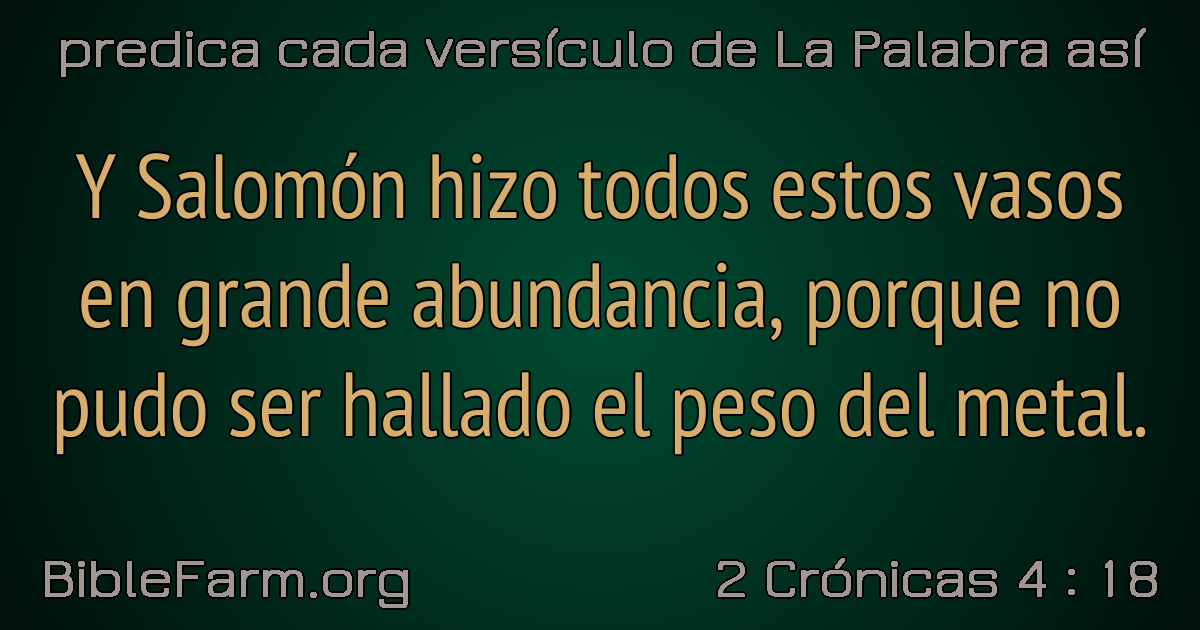 predica cada versículo de La Palabra así
Y Salomón hizo todos estos vasos
en grande abundancia, porque no
pudo ser hallado el peso del metal.
BibleFarm.org
2 Crónicas 4 : 18